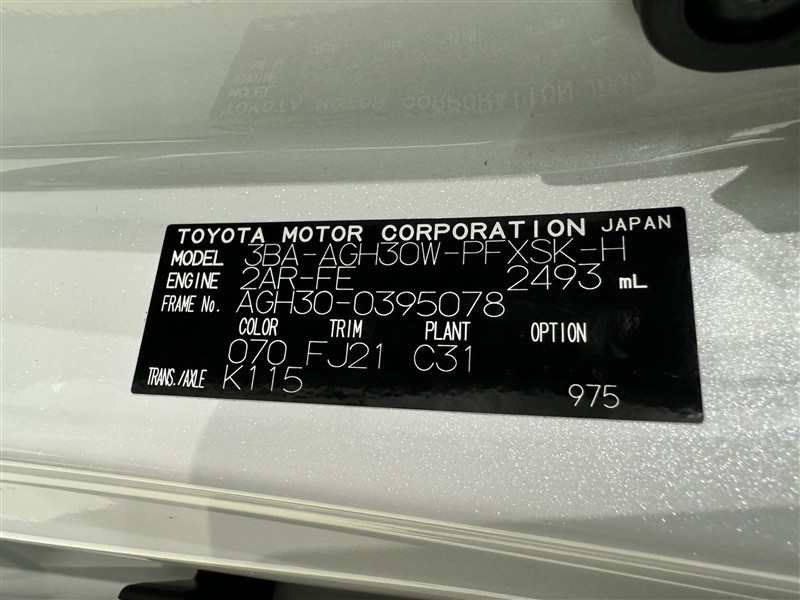 TOYOTA MOTOR CORPORATION JAPAN
MODEL 3BA-AGH30W-PFXSK-H
ENGINE 2AR-FE 2493 mL
FRAME No. AGH30-0395078
COLOR TRIM PLANT OPTION
070 FJ21 C31
TRANS./AXLE K115
975